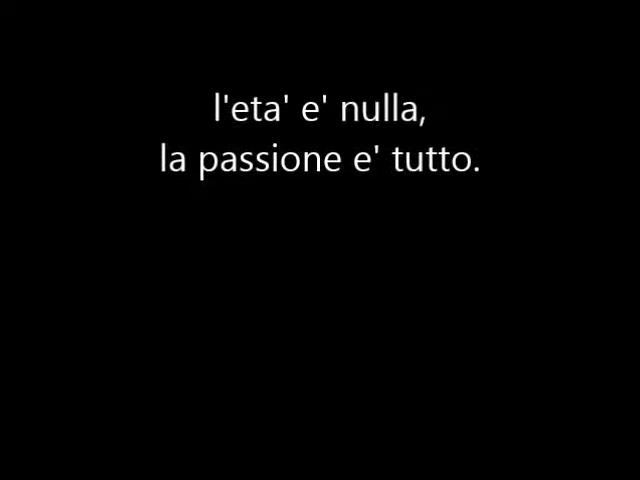 l'eta' e' nulla,
la passione e' tutto.